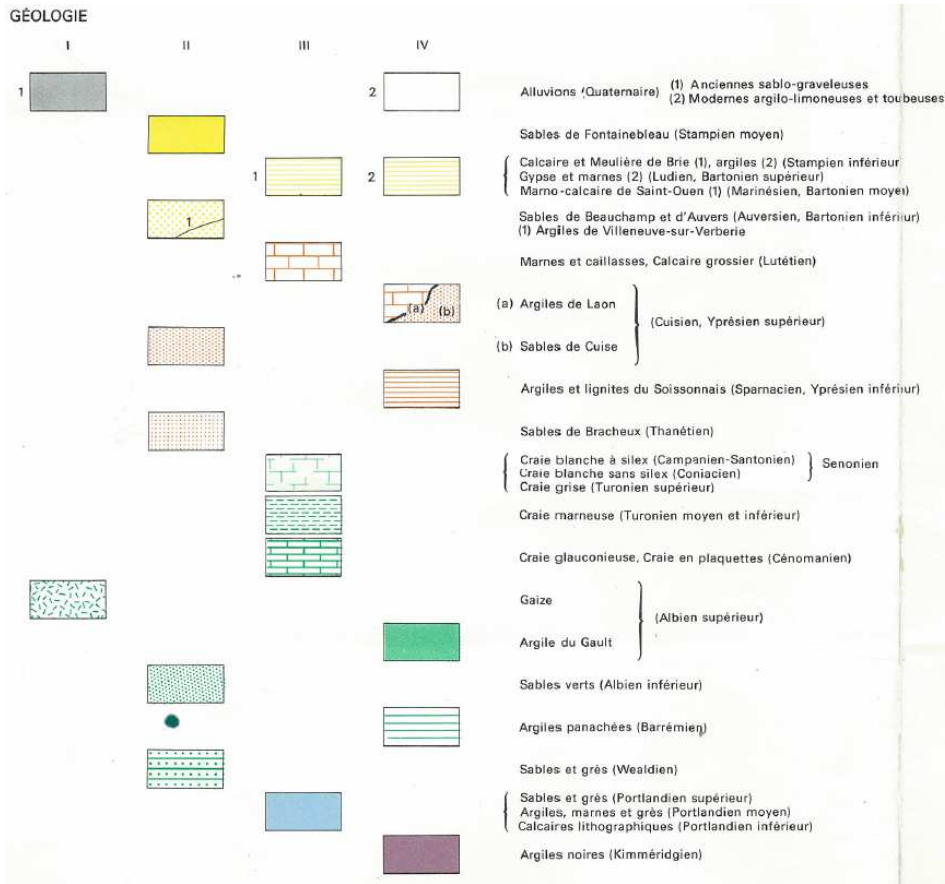 GÉOLOGIE
I II III IV
1 2 Alluvions (Quaternaire) (1) Anciennes sablo-graveleuses
(2) Modernes argilo-limoneuses et toubeuses
Sables de Fontainebleau (Stampien moyen)
Calcaire et Meulière de Brie (1), argiles (2) (Stampien inférieur
1 2 Gypse et marnes (2) (Ludien, Bartonien supérieur)
Marno-calcaire de Saint-Ouen (1) (Marinésien, Bartonien moyen)
1 Sables de Beauchamp et d'Auvers (Auversien, Bartonien inférieur)
(1) Argiles de Villeneuve-sur-Verberie
Marnes et caillasses, Calcaire grossier (Lutétien)
(a) (b) (a) Argiles de Laon
(Cuisien, Yprésien supérieur)
(b) Sables de Cuise
Argiles et lignites du Soissonnais (Sparnacien, Yprésien inférieur)
Sables de Bracheux (Thanétien)
Craie blanche à silex (Campanien-Santonien)
Craie blanche sans silex (Coniacien) Senonien
Craie grise (Turonien supérieur)
Craie marneuse (Turonien moyen et inférieur)
Craie glauconieuse, Craie en plaquettes (Cénomanien)
Gaize
(Albien supérieur)
Argile du Gault
Sables verts (Albien inférieur)
Argiles panachées (Barrémien)
Sables et grès (Wealdien)
Sables et grès (Portlandien supérieur)
Argiles, marnes et grès (Portlandien moyen)
Calcaires lithographiques (Portlandien inférieur)
Argiles noires (Kimméridgien)